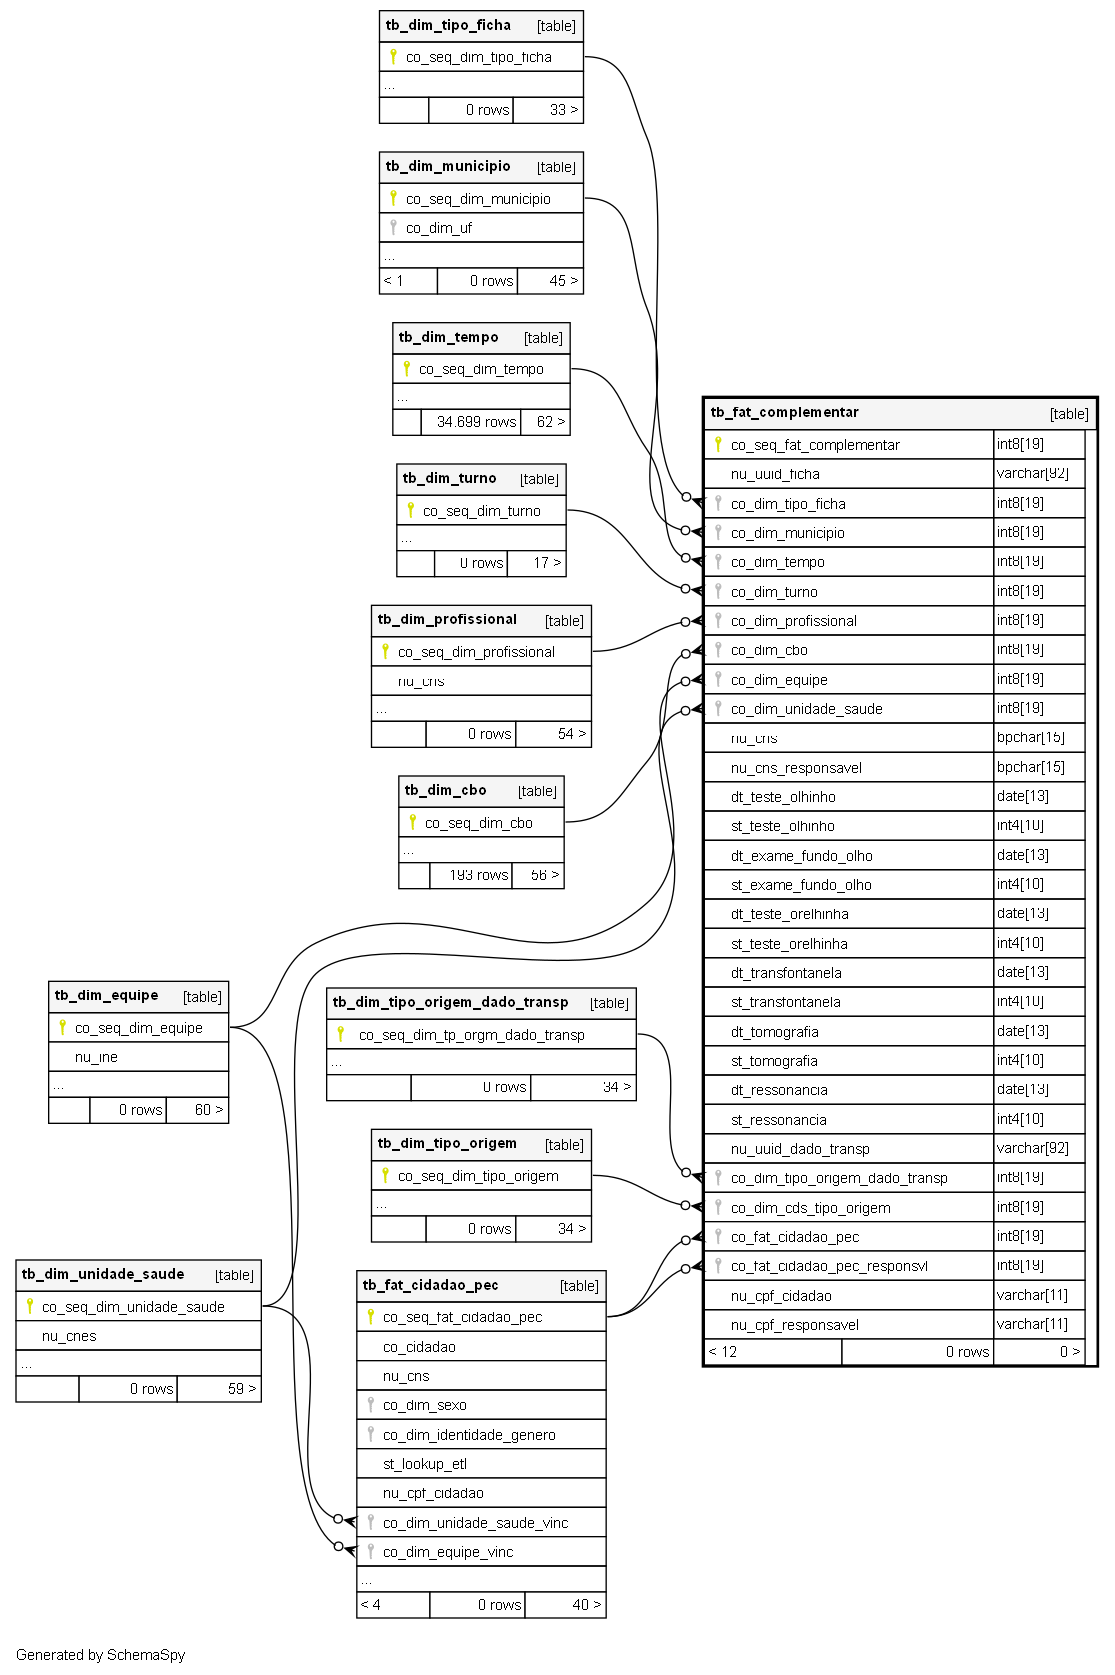 tb_dim_tipo_ficha [table]
co_seq_dim_tipo_ficha
...
0 rows 33 >
tb_dim_municipio [table]
co_seq_dim_municipio
co_dim_uf
...
< 1 0 rows 45 >
tb_dim_tempo [table]
co_seq_dim_tempo
...
34.699 rows 62 >
tb_dim_turno [table]
co_seq_dim_turno
...
0 rows 17 >
tb_dim_profissional [table]
co_seq_dim_profissional
nu_cns
...
0 rows 54 >
tb_dim_cbo [table]
co_seq_dim_cbo
...
193 rows 56 >
tb_dim_equipe [table]
co_seq_dim_equipe
nu_ine
...
0 rows 60 >
tb_dim_tipo_origem_dado_transp [table]
co_seq_dim_tp_orgm_dado_transp
...
0 rows 34 >
tb_dim_tipo_origem [table]
co_seq_dim_tipo_origem
...
0 rows 34 >
tb_dim_unidade_saude [table]
co_seq_dim_unidade_saude
nu_cnes
...
0 rows 59 >
tb_fat_cidadao_pec [table]
co_seq_fat_cidadao_pec
co_cidadao
nu_cns
co_dim_sexo
co_dim_identidade_genero
st_lookup_etl
nu_cpf_cidadao
co_dim_unidade_saude_vinc
co_dim_equipe_vinc
...
< 4 0 rows 40 >
tb_fat_complementar [table]
co_seq_fat_complementar int8[19]
nu_uuid_ficha varchar[92]
co_dim_tipo_ficha int8[19]
co_dim_municipio int8[19]
co_dim_tempo int8[19]
co_dim_turno int8[19]
co_dim_profissional int8[19]
co_dim_cbo int8[19]
co_dim_equipe int8[19]
co_dim_unidade_saude int8[19]
nu_cns bpchar[15]
nu_cns_responsavel bpchar[15]
dt_teste_olhinho date[13]
st_teste_olhinho int4[10]
dt_exame_fundo_olho date[13]
st_exame_fundo_olho int4[10]
dt_teste_orelhinha date[13]
st_teste_orelhinha int4[10]
dt_transfontanela date[13]
st_transfontanela int4[10]
dt_tomografia date[13]
st_tomografia int4[10]
dt_ressonancia date[13]
st_ressonancia int4[10]
nu_uuid_dado_transp varchar[92]
co_dim_tipo_origem_dado_transp int8[19]
co_dim_cds_tipo_origem int8[19]
co_fat_cidadao_pec int8[19]
co_fat_cidadao_pec_responsvl int8[19]
nu_cpf_cidadao varchar[11]
nu_cpf_responsavel varchar[11]
< 12 0 rows 0 >
Generated by SchemaSpy